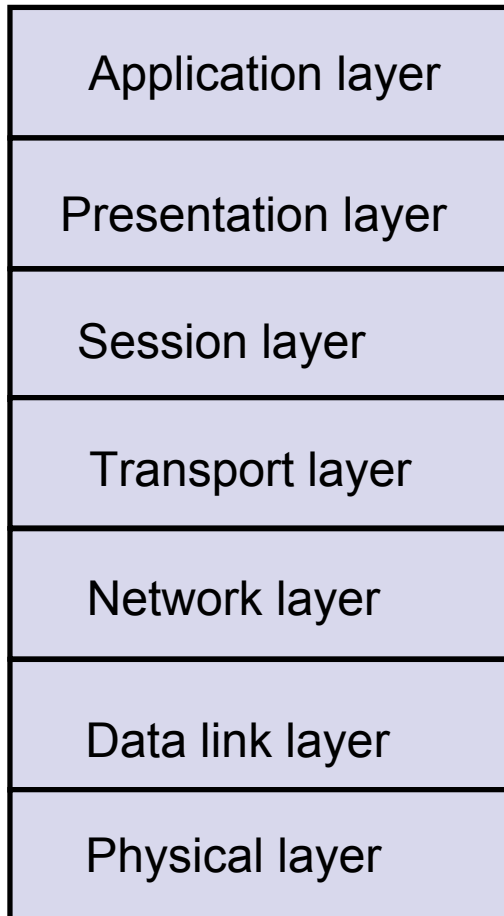 Application layer
Presentation layer
Session layer
Transport layer
Network layer
Data link layer
Physical layer